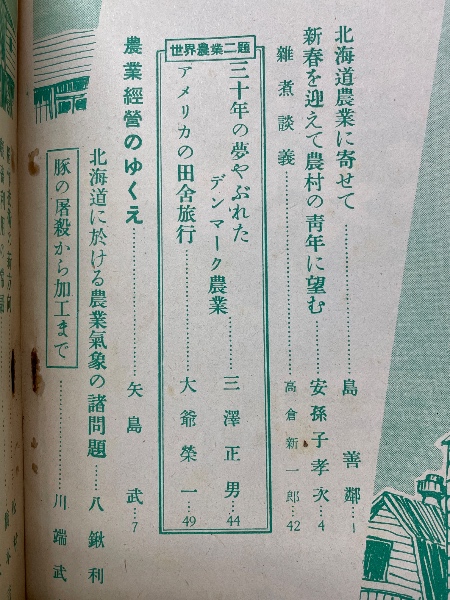 北海道農業に寄せて……島善鄰…1
新春を迎えて農村の靑年に望む…安孫子孝次…4
雜煮談義……高倉新一郎…42
世界農業二題
三十年の夢やぶれた
デンマーク農業……三澤正男…44
アメリカの田舍旅行……大爺榮一…49
農業經營のゆくえ……矢島武…7
北海道に於ける農業氣象の諸問題……八鍬利
豚の屠殺から加工まで……川端武